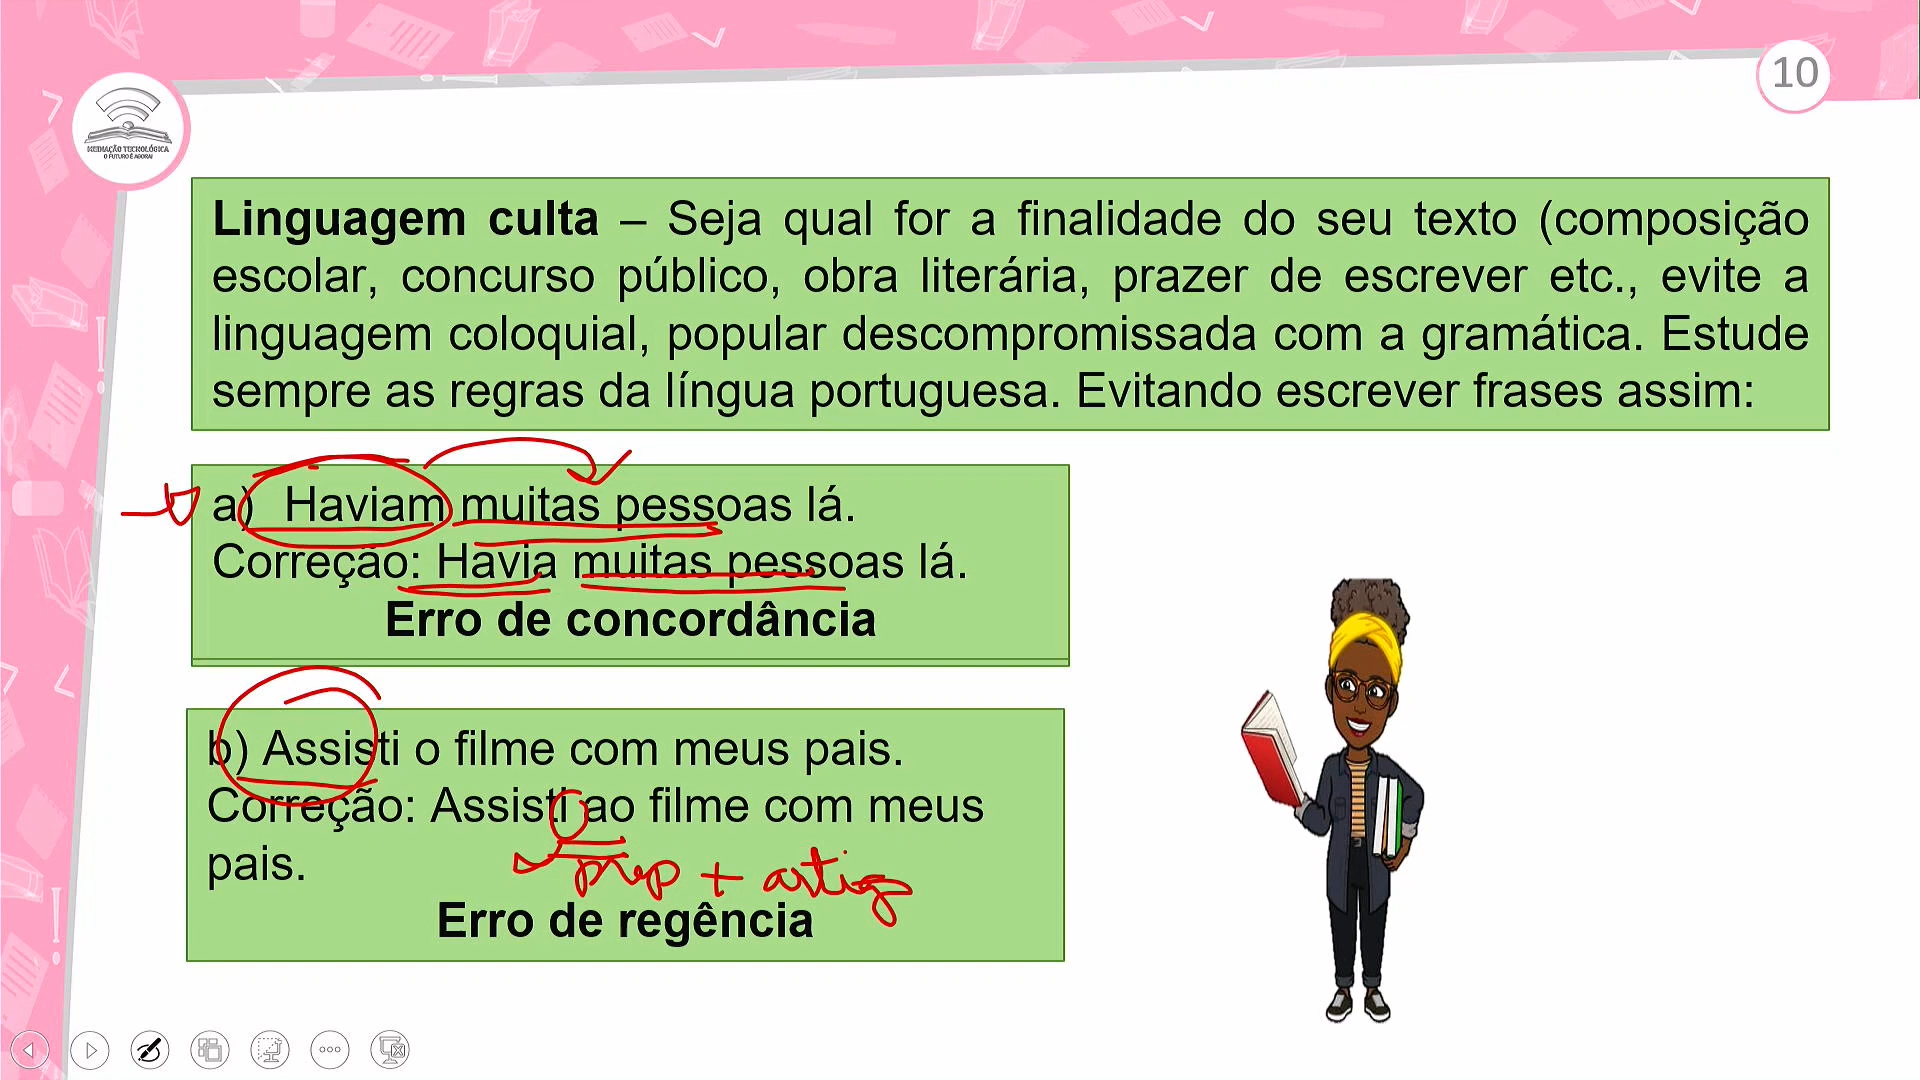 10
MEDIAÇÃO TECNOLÓGICA
O FUTURO É AGORA!
Linguagem culta – Seja qual for a finalidade do seu texto (composição
escolar, concurso público, obra literária, prazer de escrever etc., evite a
linguagem coloquial, popular descompromissada com a gramática. Estude
sempre as regras da língua portuguesa. Evitando escrever frases assim:
a) Haviam muitas pessoas lá.
Correção: Havia muitas pessoas lá.
Erro de concordância
b) Assisti o filme com meus pais.
Correção: Assisti ao filme com meus
pais.
prep + artigo
Erro de regência